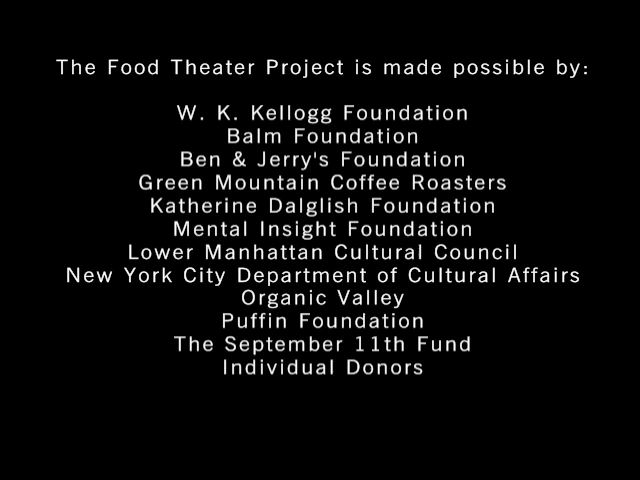 The Food Theater Project is made possible by:
W. K. Kellogg Foundation
Balm Foundation
Ben & Jerry's Foundation
Green Mountain Coffee Roasters
Katherine Dalglish Foundation
Mental Insight Foundation
Lower Manhattan Cultural Council
New York City Department of Cultural Affairs
Organic Valley
Puffin Foundation
The September 11th Fund
Individual Donors